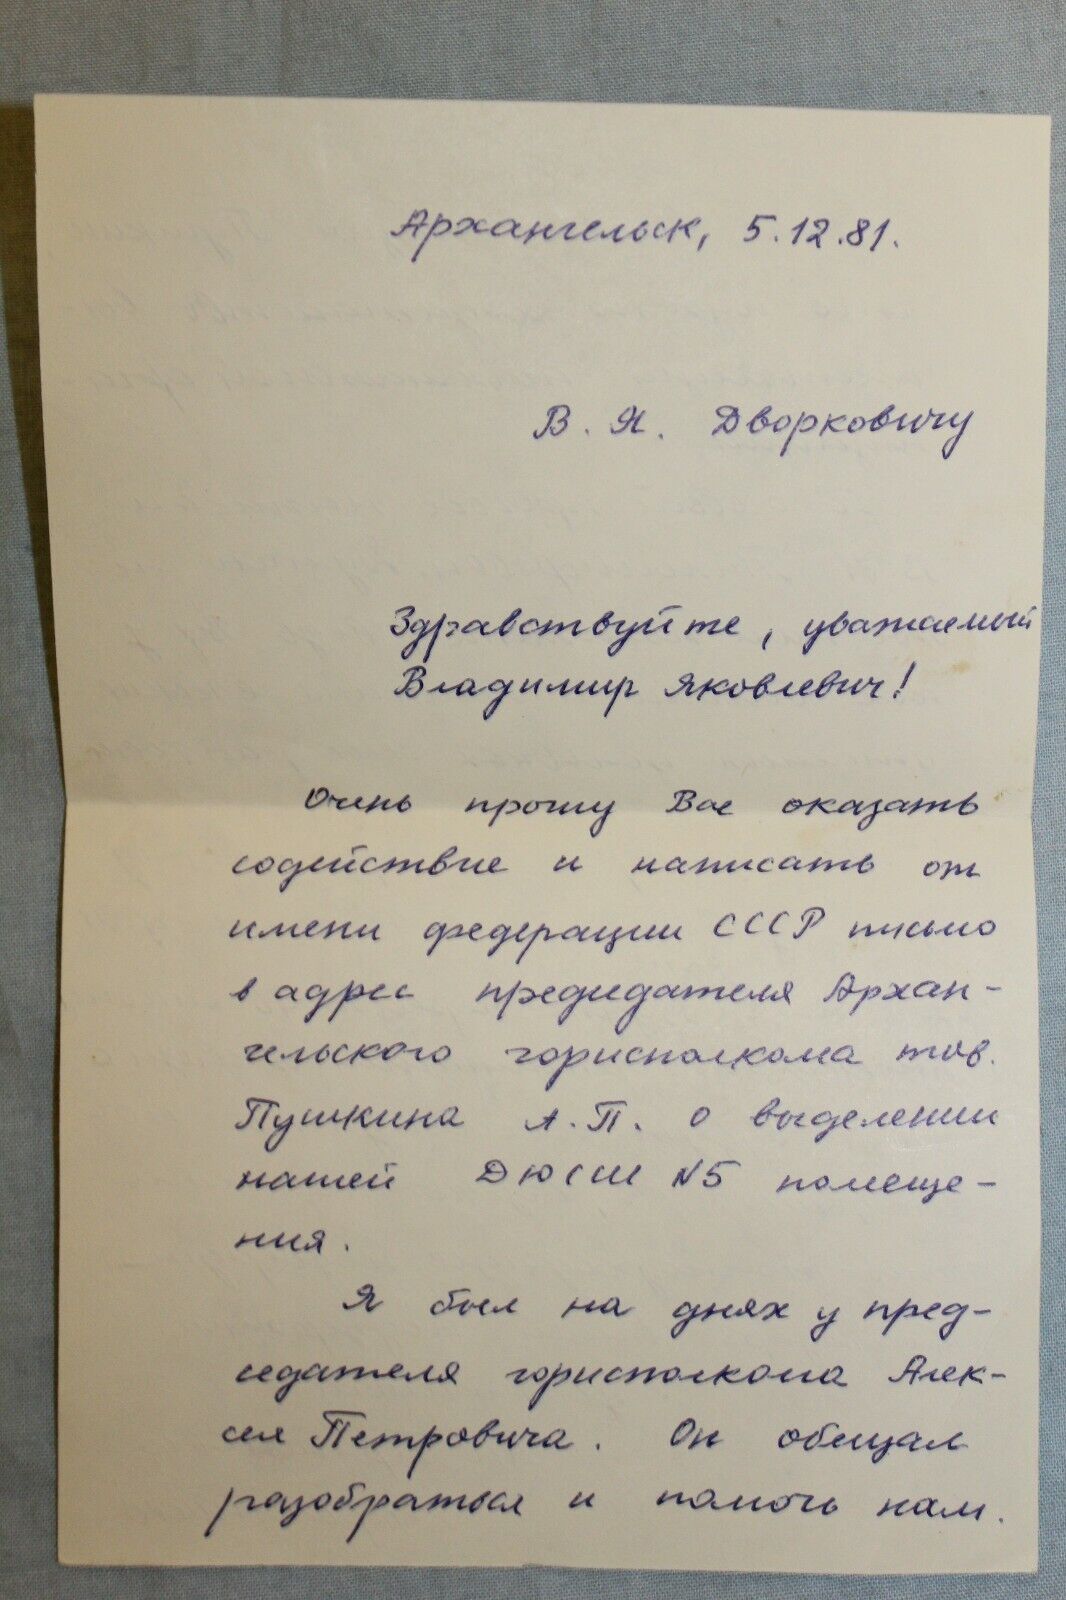 Архангельск, 5.12.81.
В. Я. Дворковичу
Здравствуйте, уважаемый
Владимир Яковлевич!
Очень прошу Вас оказать
содействие и написать от
имени федерации СССР письмо
в адрес председателя Архан-
гельского горисполкома тов.
Пушкина А.П. о выделении
нашей ДЮСШ №5 помеще-
ния.
Я был на днях у пред-
седателя горисполкома Алек-
сея Петровича. Он обещал
разобраться и помочь нам.